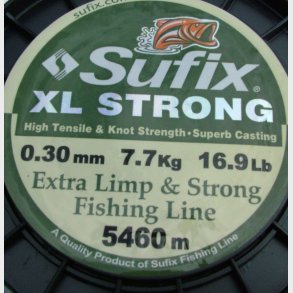 sufix.com
Sufix®
XL STRONG
High Tensile & Knot Strength • Superb Casting
0.30mm 7.7Kg 16.9Lb
Extra Limp & Strong
Fishing Line
5460m
A Quality Product of Sufix Fishing Line